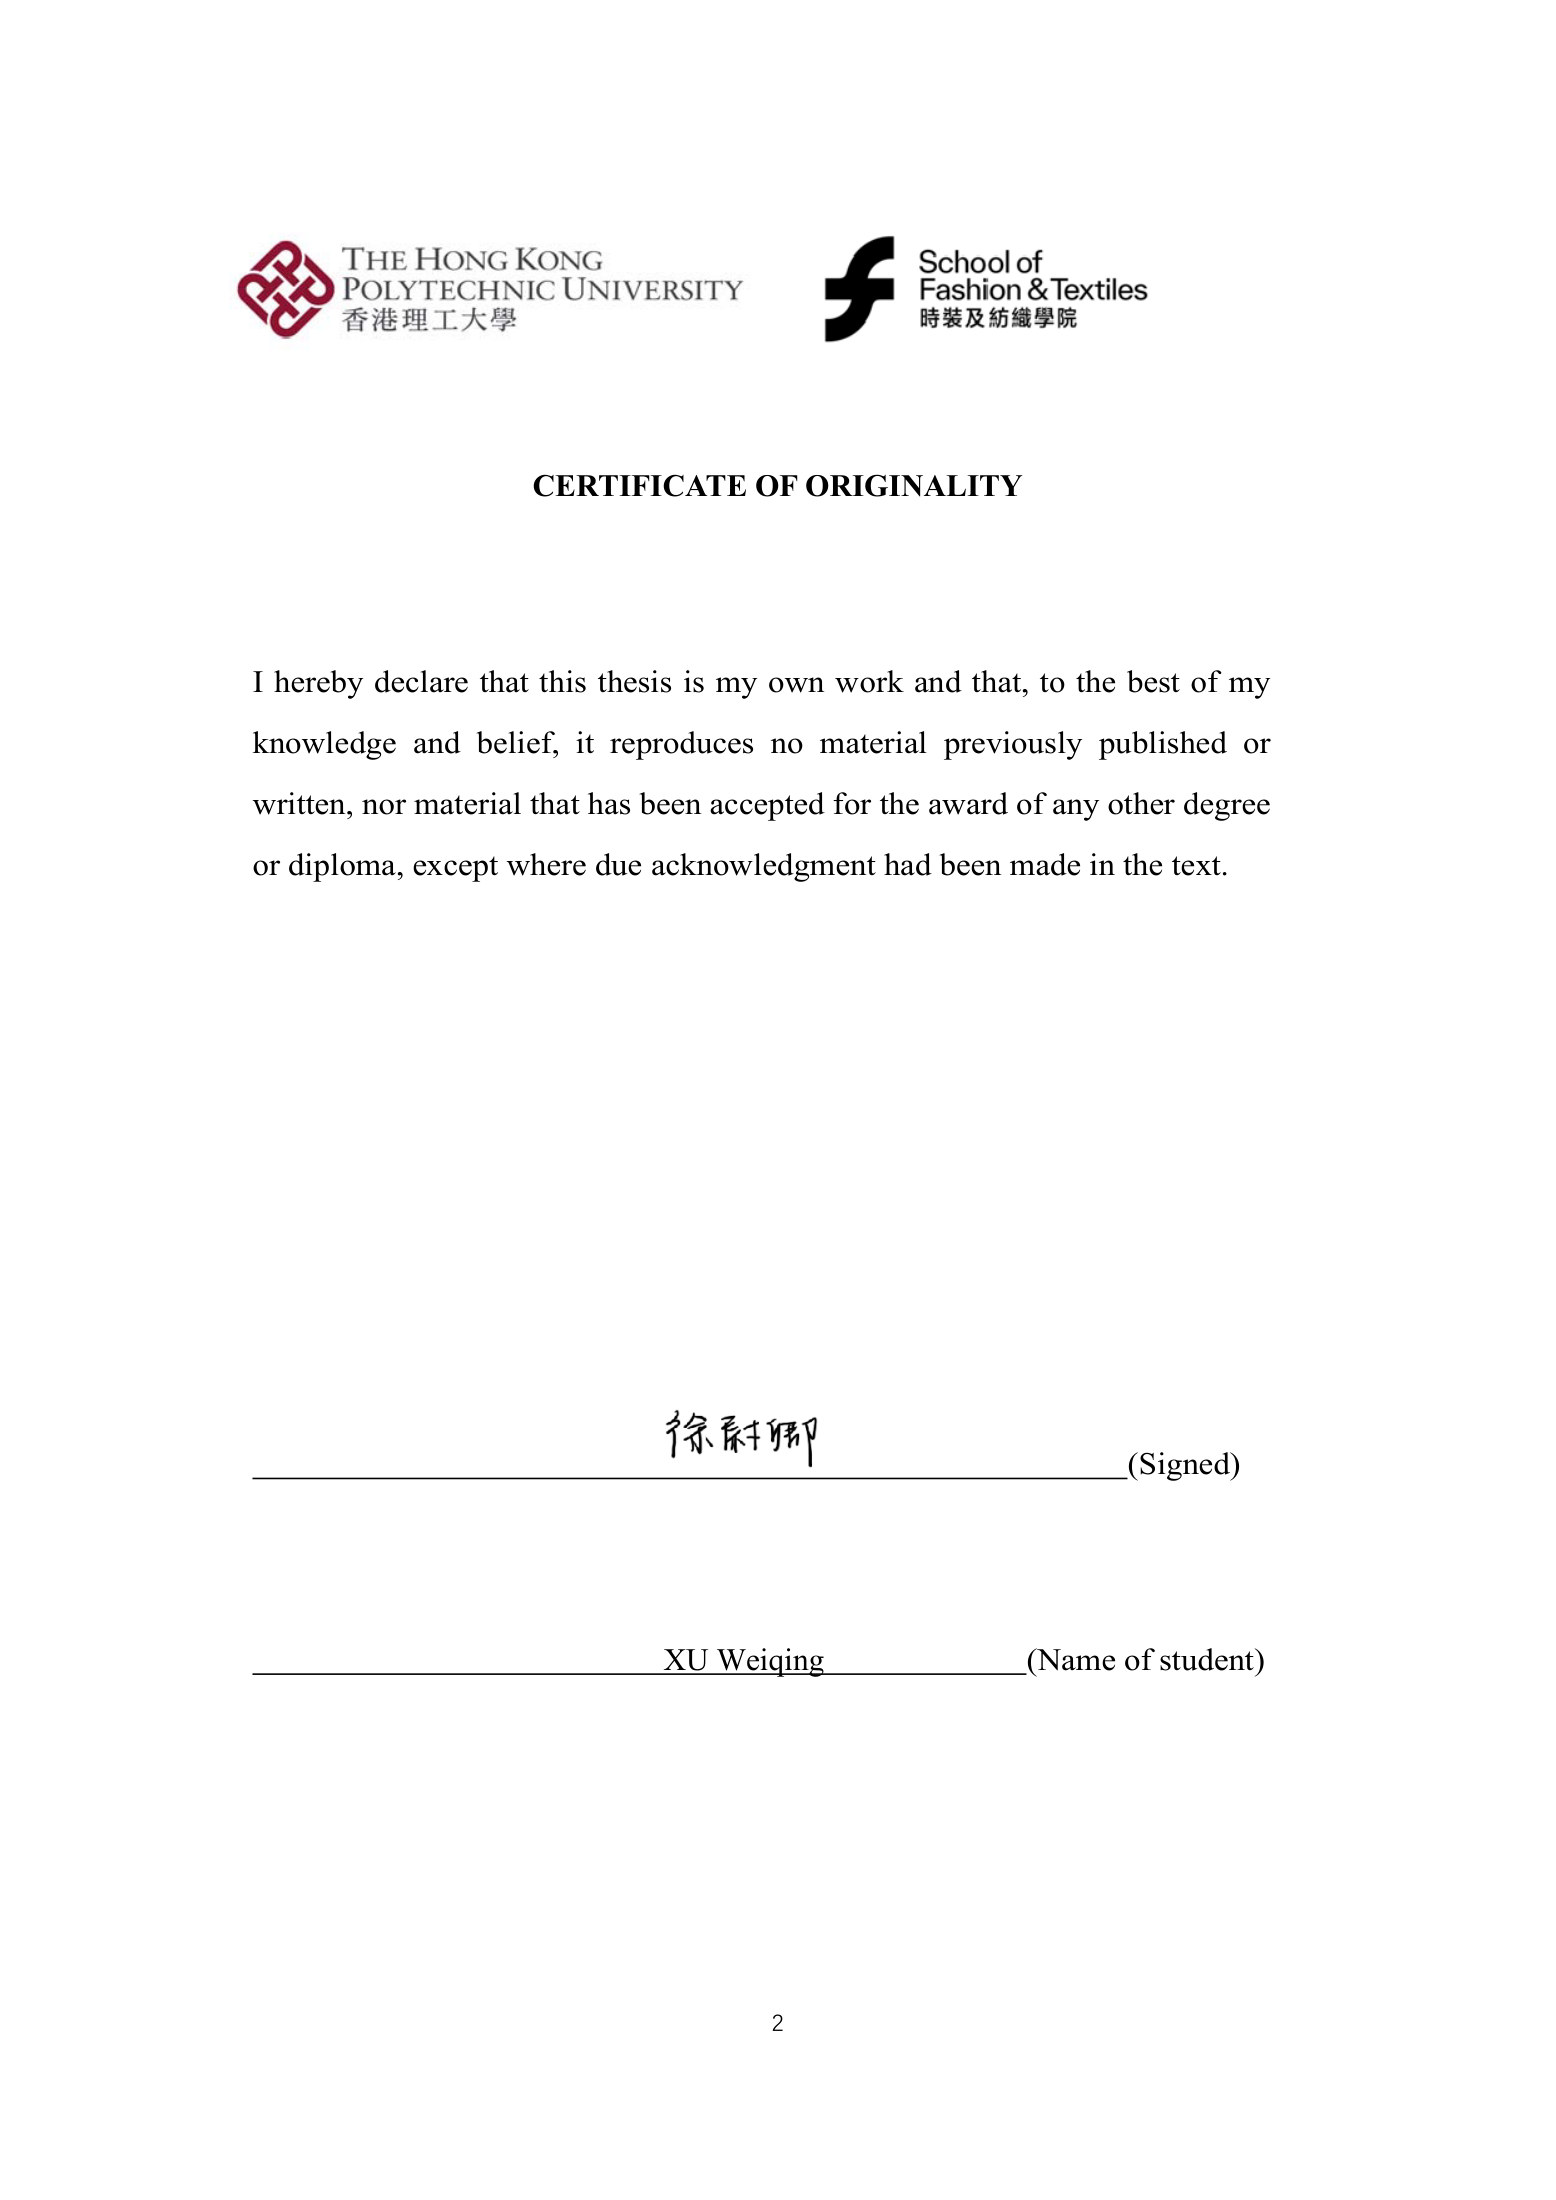 THE HONG KONG
POLYTECHNIC UNIVERSITY
香港理工大學
School of
Fashion & Textiles
時裝及紡織學院
CERTIFICATE OF ORIGINALITY
I hereby declare that this thesis is my own work and that, to the best of my
knowledge and belief, it reproduces no material previously published or
written, nor material that has been accepted for the award of any other degree
or diploma, except where due acknowledgment had been made in the text.
徐尉卿 (Signed)
XU Weiqing (Name of student)
2